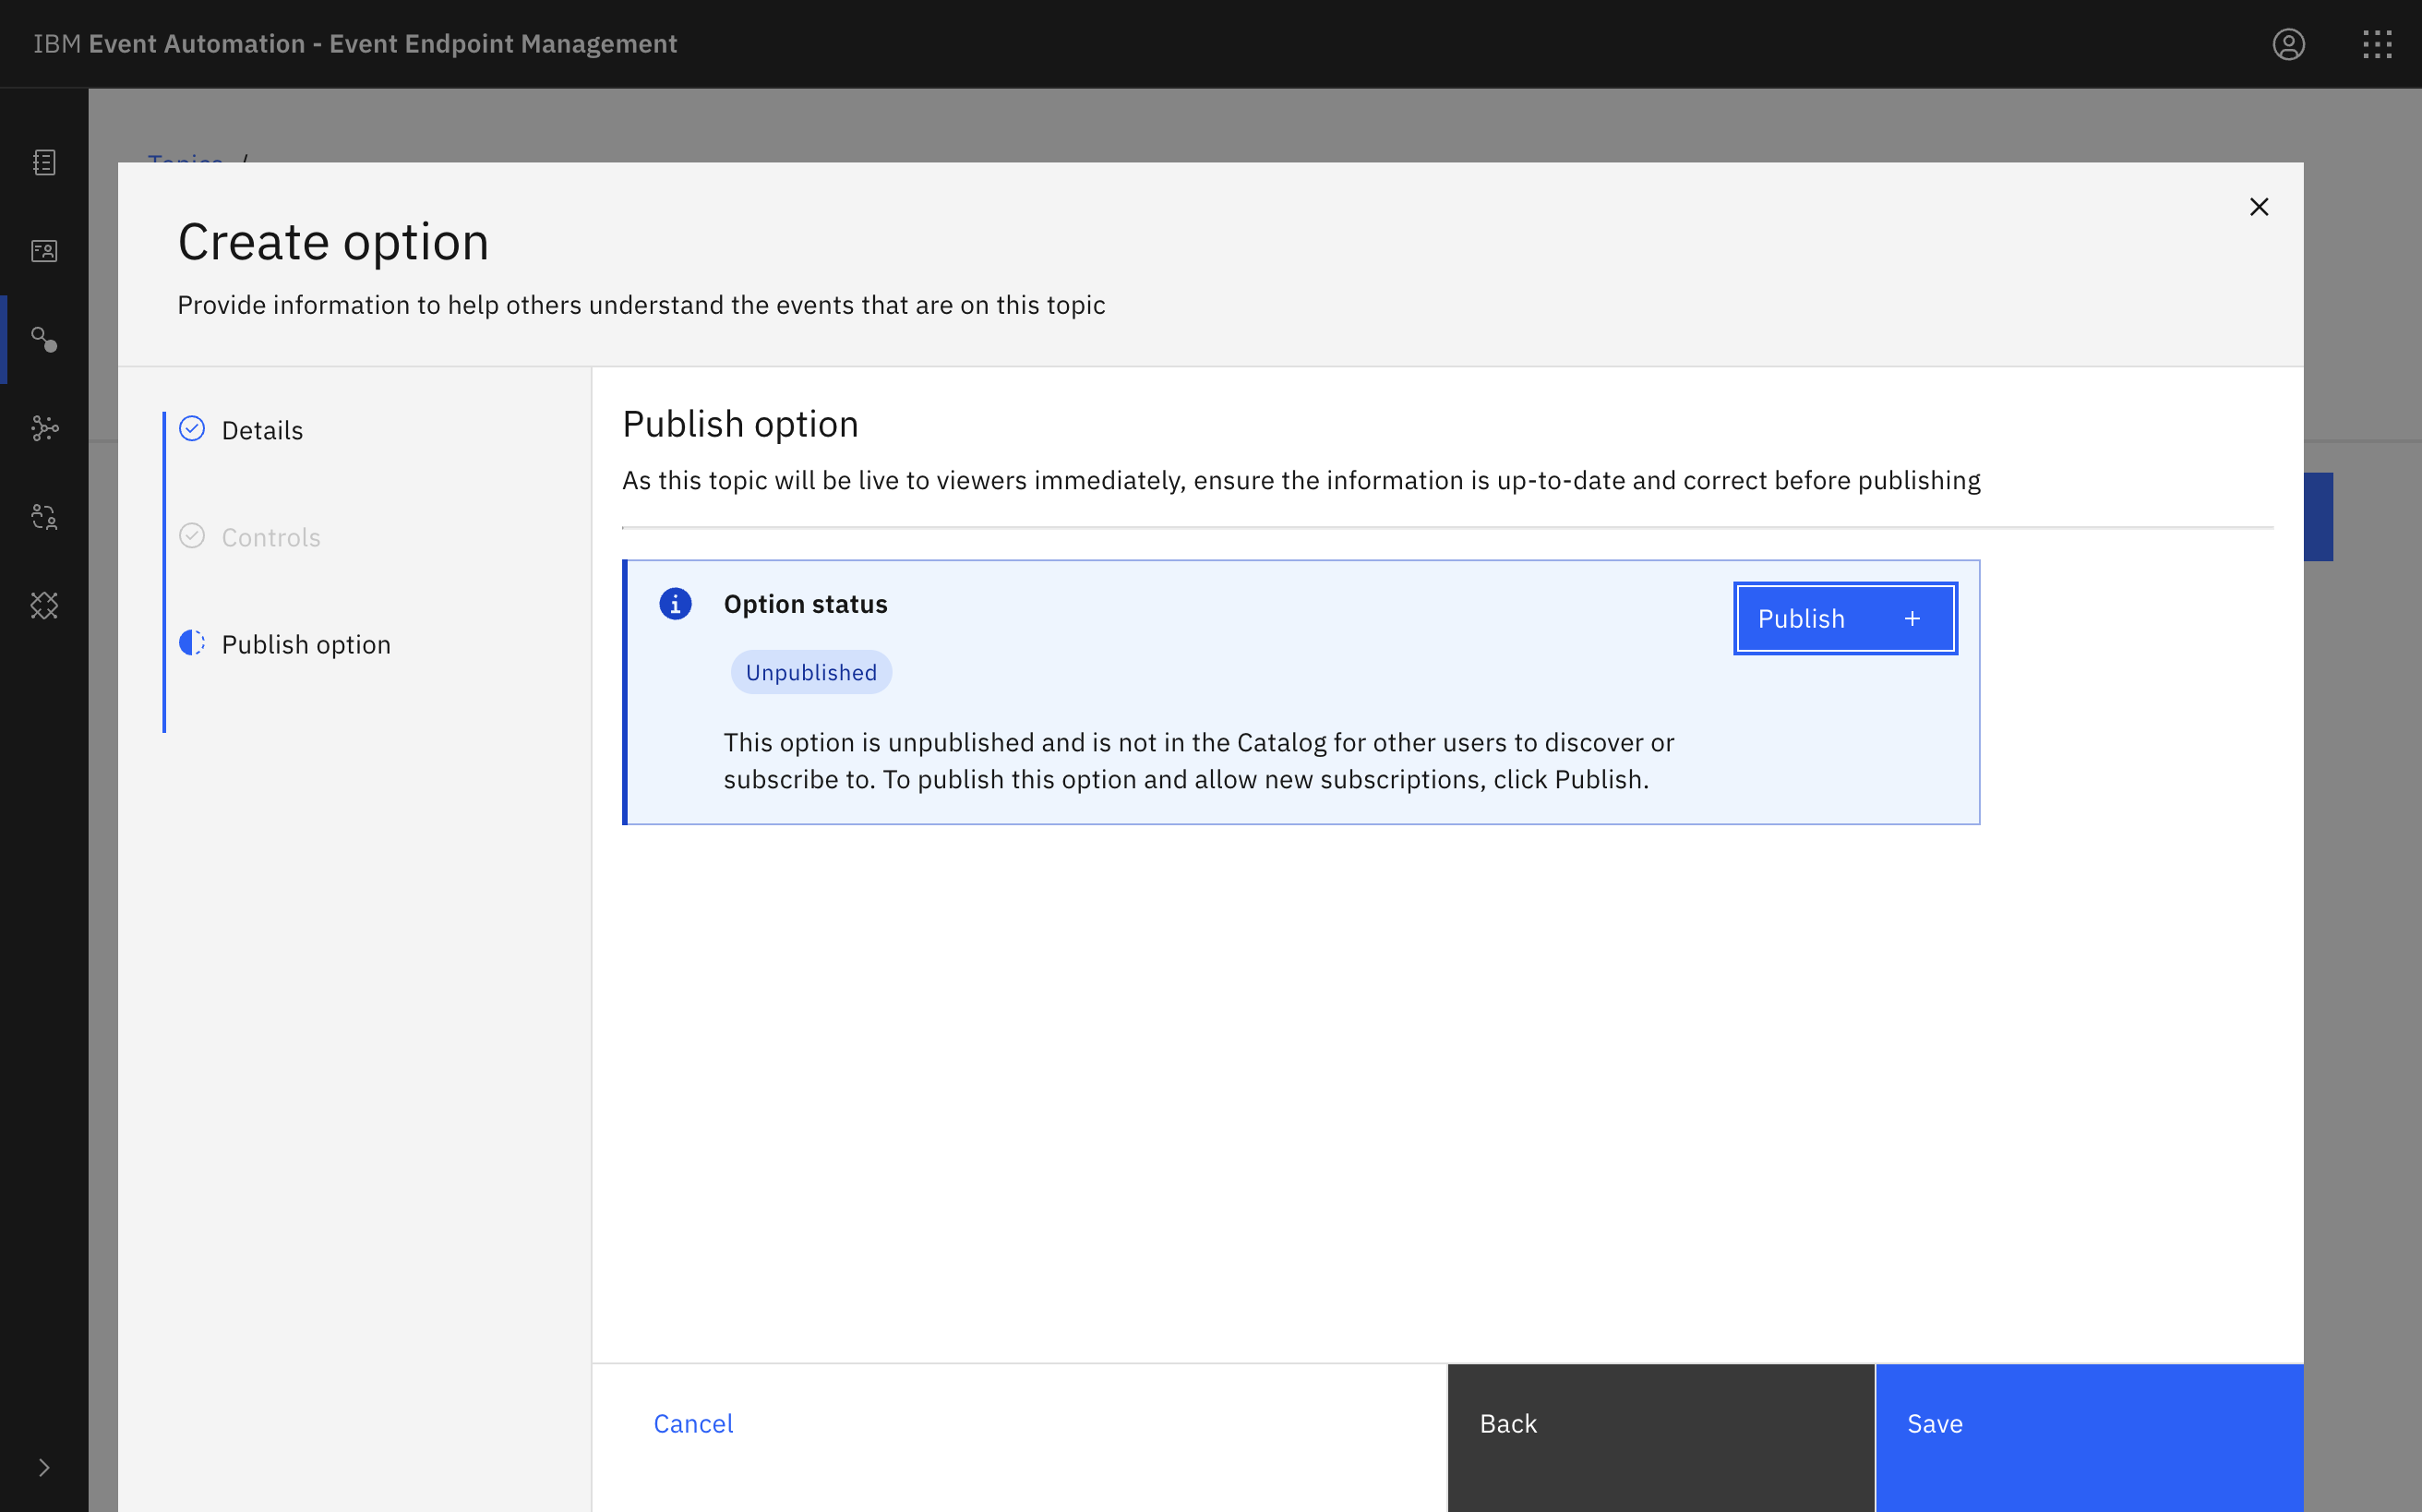 IBM Event Automation - Event Endpoint Management
Topics /
Create option
Provide information to help others understand the events that are on this topic
Details
Controls
Publish option
Publish option
As this topic will be live to viewers immediately, ensure the information is up-to-date and correct before publishing
Option status
Publish +
Unpublished
This option is unpublished and is not in the Catalog for other users to discover or
subscribe to. To publish this option and allow new subscriptions, click Publish.
Cancel
Back
Save